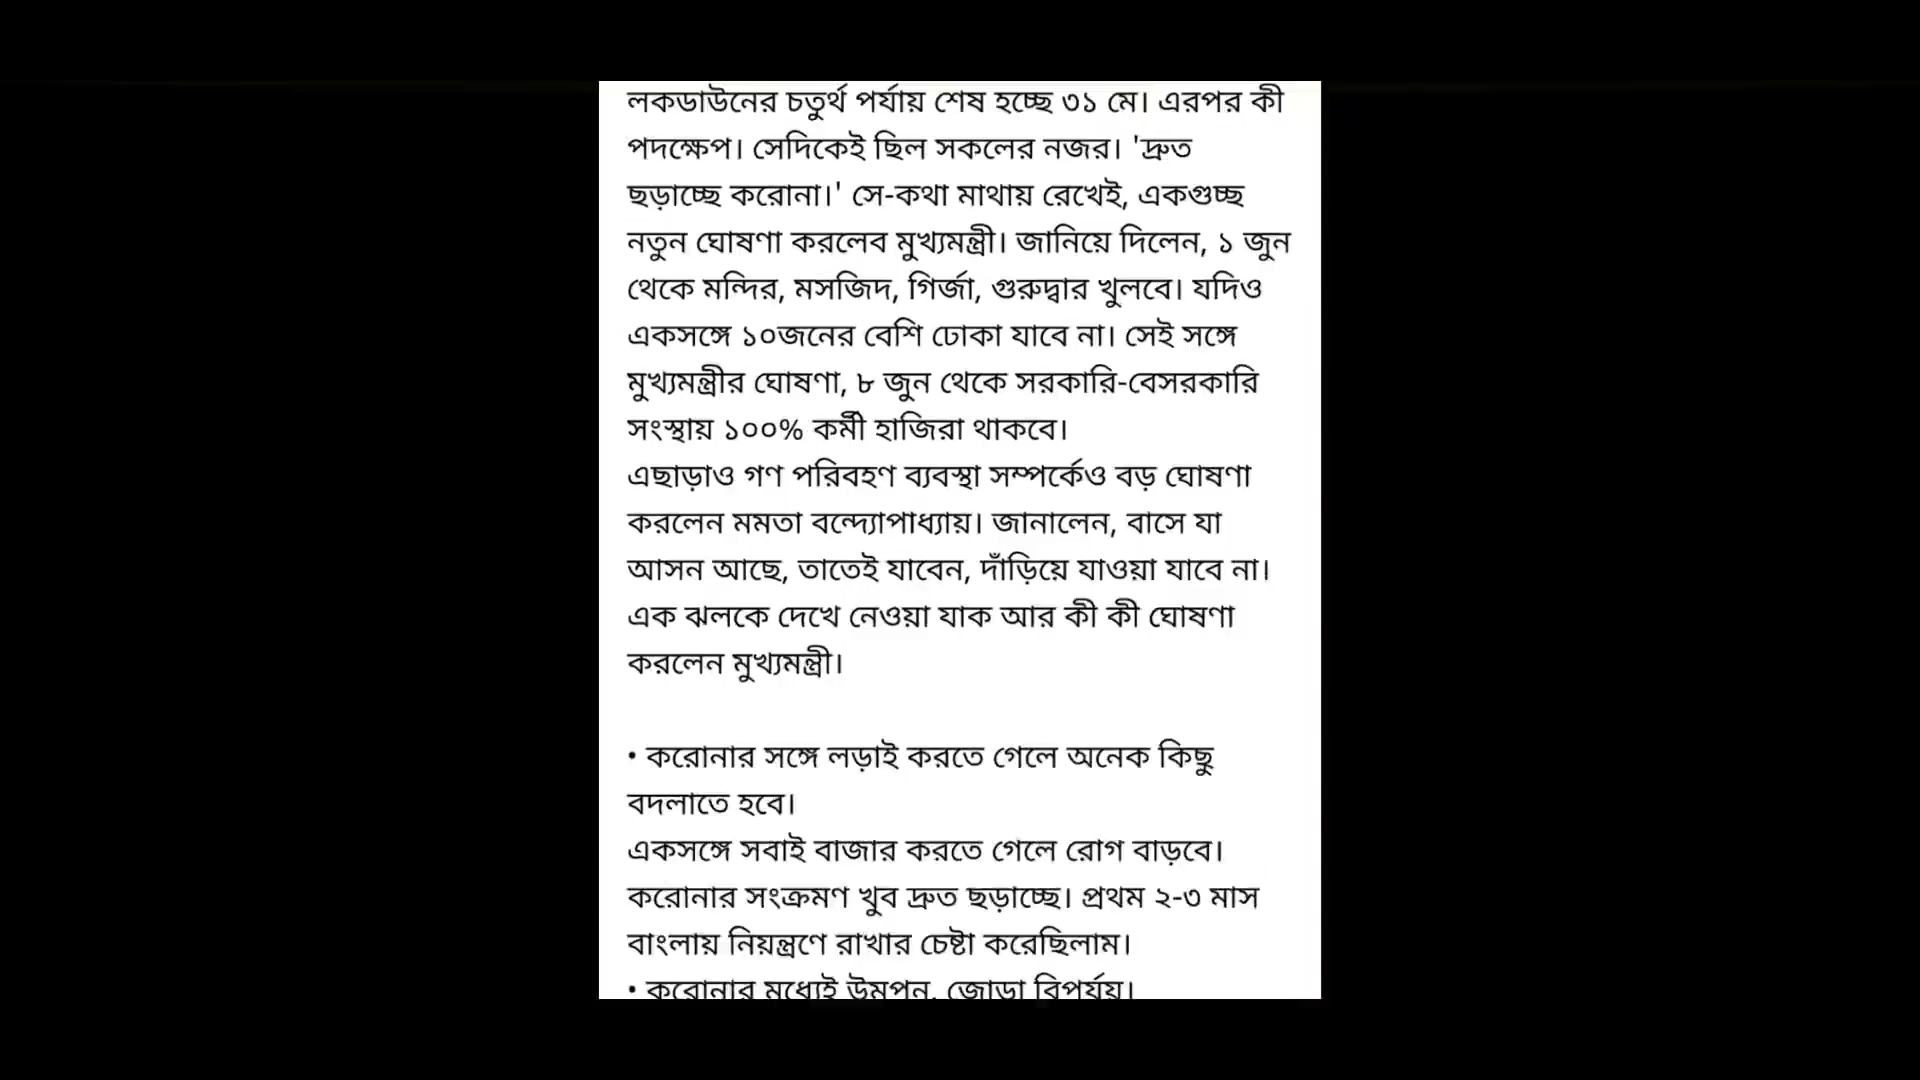 লকডাউনের চতুর্থ পর্যায় শেষ হচ্ছে ৩১ মে। এরপর কী
পদক্ষেপ। সেদিকেই ছিল সকলের নজর। 'দ্রুত
ছড়াচ্ছে করোনা।' সে-কথা মাথায় রেখেই, একগুচ্ছ
নতুন ঘোষণা করলেব মুখ্যমন্ত্রী। জানিয়ে দিলেন, ১ জুন
থেকে মন্দির, মসজিদ, গির্জা, গুরুদ্বার খুলবে। যদিও
একসঙ্গে ১০জনের বেশি ঢোকা যাবে না। সেই সঙ্গে
মুখ্যমন্ত্রীর ঘোষণা, ৮ জুন থেকে সরকারি-বেসরকারি
সংস্থায় ১০০% কর্মী হাজিরা থাকবে।
এছাড়াও গণ পরিবহণ ব্যবস্থা সম্পর্কেও বড় ঘোষণা
করলেন মমতা বন্দ্যোপাধ্যায়। জানালেন, বাসে যা
আসন আছে, তাতেই যাবেন, দাঁড়িয়ে যাওয়া যাবে না।
এক ঝলকে দেখে নেওয়া যাক আর কী কী ঘোষণা
করলেন মুখ্যমন্ত্রী।
• করোনার সঙ্গে লড়াই করতে গেলে অনেক কিছু
বদলাতে হবে।
একসঙ্গে সবাই বাজার করতে গেলে রোগ বাড়বে।
করোনার সংক্রমণ খুব দ্রুত ছড়াচ্ছে। প্রথম ২-৩ মাস
বাংলায় নিয়ন্ত্রণে রাখার চেষ্টা করেছিলাম।
• করোনার মধ্যেই উমপুন, জোড়া বিপর্যয়।